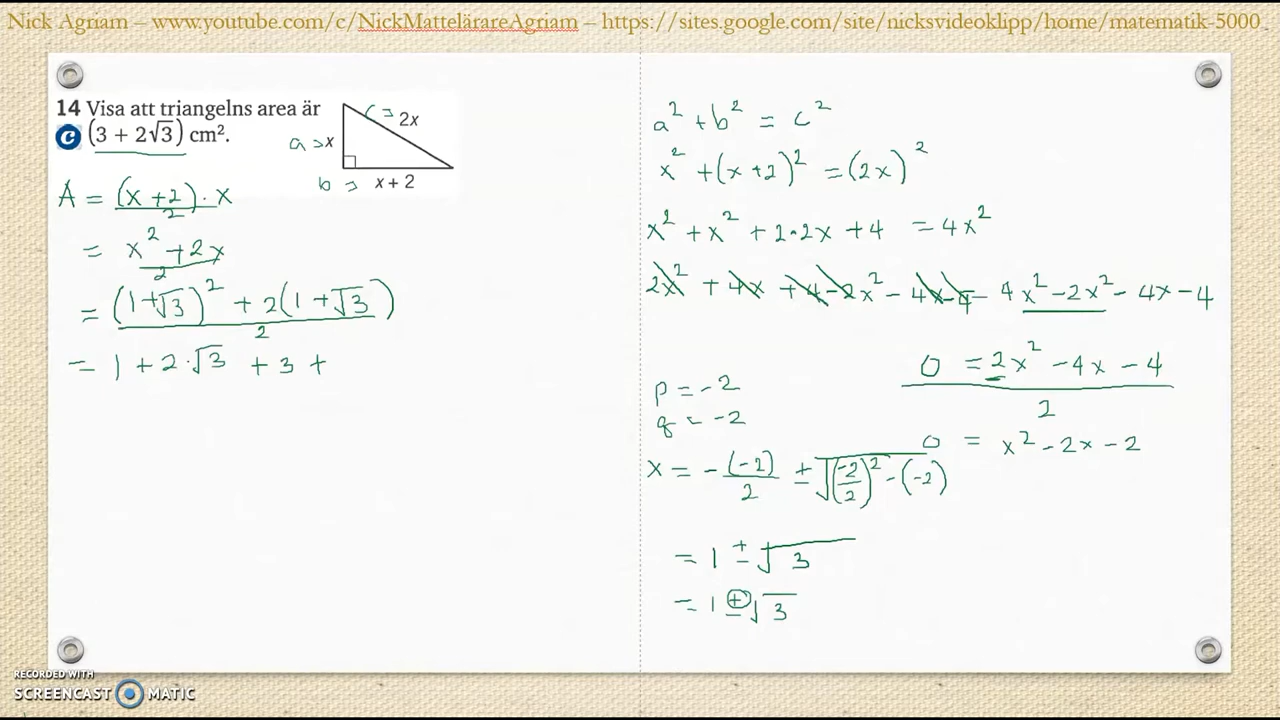 Nick Agriam – www.youtube.com/c/NickMattelärareAgriam – https://sites.google.com/site/nicksvideoklipp/home/matematik-5000
14 Visa att triangelns area är
C (3 + 2√3) cm².
c = 2x
a = x
b = x + 2
A = (x + 2) · x / 2
= x² + 2x / 2
= (1 + √3)² + 2(1 + √3) / 2
= 1 + 2 · √3 + 3 +
a² + b² = c²
x² + (x + 2)² = (2x)²
x² + x² + 2 · 2x + 4 = 4x²
2x² + 4x + 4 - 2x² - 4x - 4 = 4x² - 2x² - 4x - 4
0 = 2x² - 4x - 4
2
p = -2
q = -2
0 = x² - 2x - 2
x = - (-2) / 2 ± √((-2/2)² - (-2))
= 1 ± √3
= 1 ± √3
RECORDED WITH
SCREENCAST MATIC